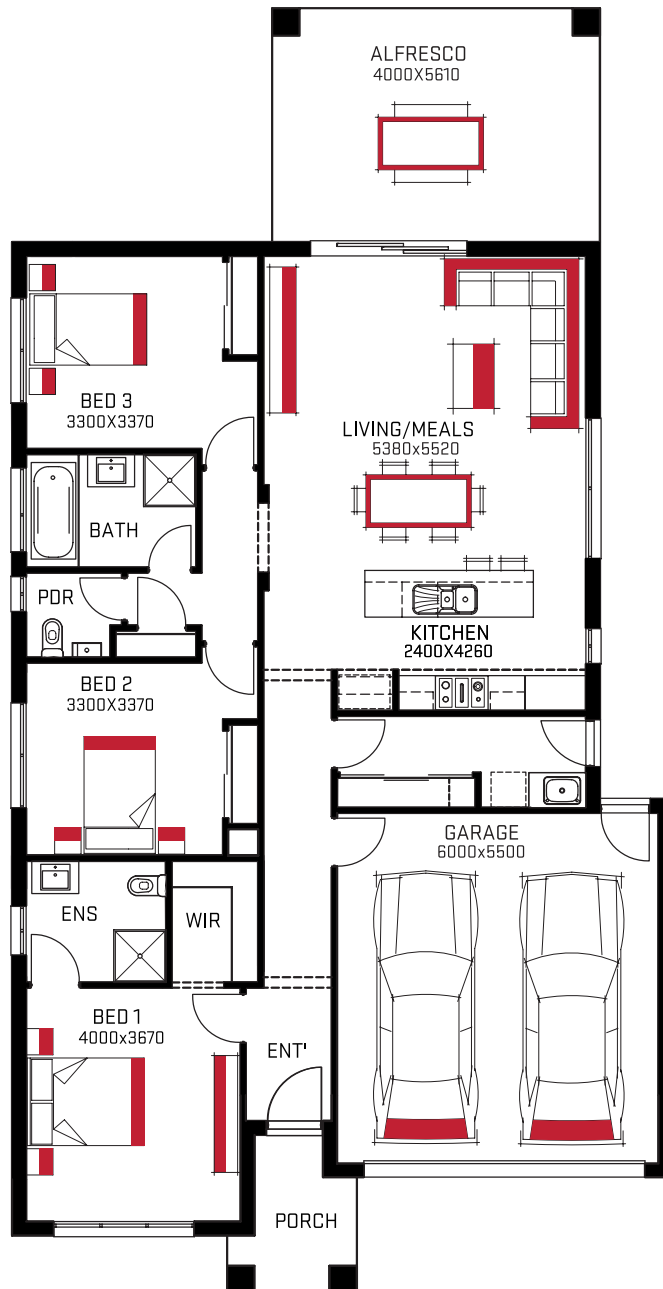 ALFRESCO
4000X5610
BED 3
3300X3370
LIVING/MEALS
5380x5520
BATH
PDR
KITCHEN
2400X4260
BED 2
3300X3370
GARAGE
6000x5500
ENS
WIR
BED 1
4000x3670
ENT'
PORCH